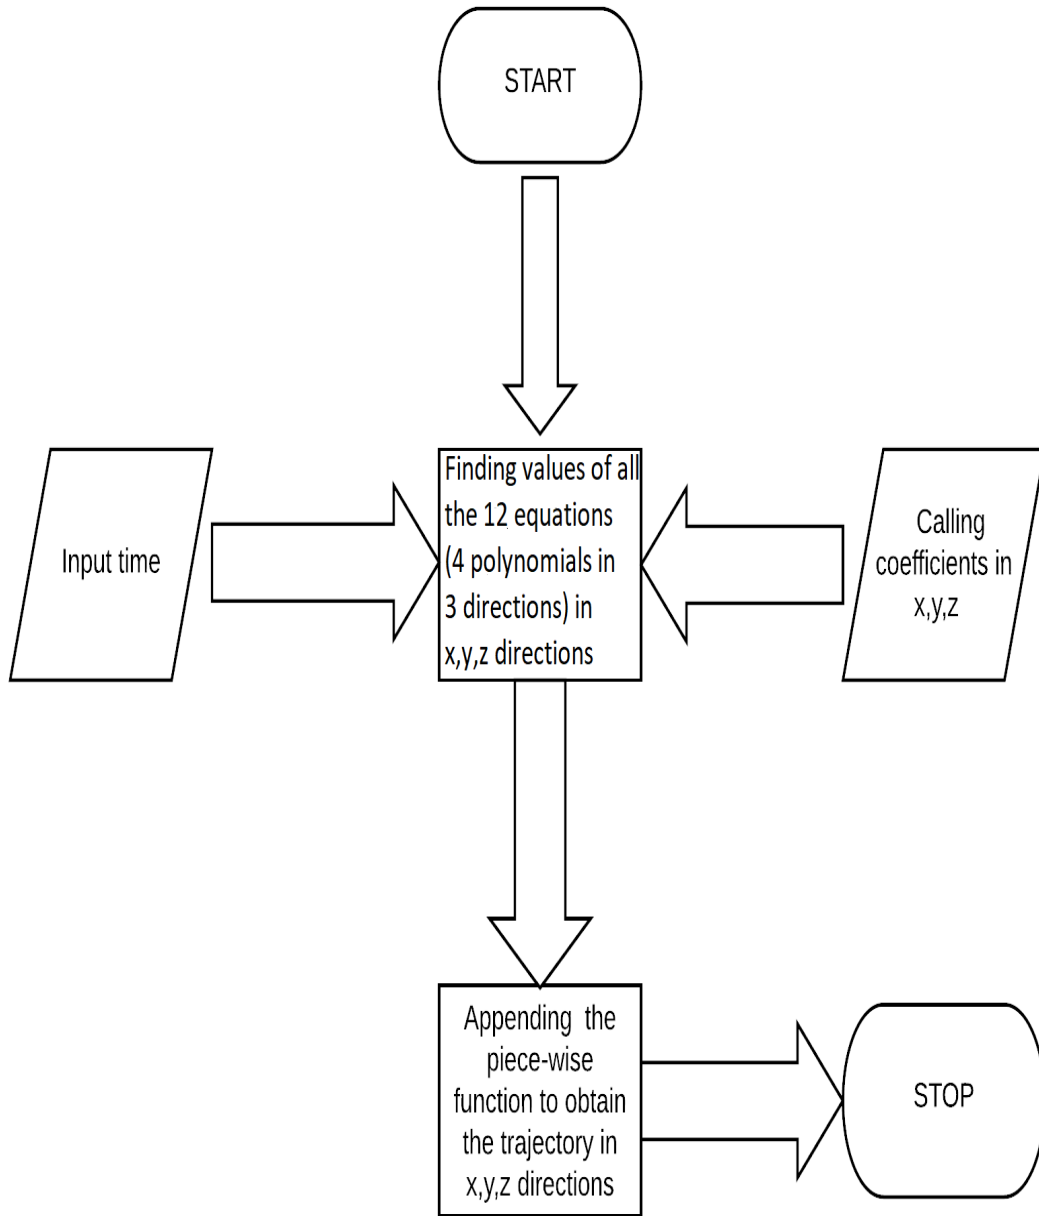 START
Input time
Finding values of all
the 12 equations
(4 polynomials in
3 directions) in
x,y,z directions
Calling
coefficients in
x,y,z
Appending the
piece-wise
function to obtain
the trajectory in
x,y,z directions
STOP